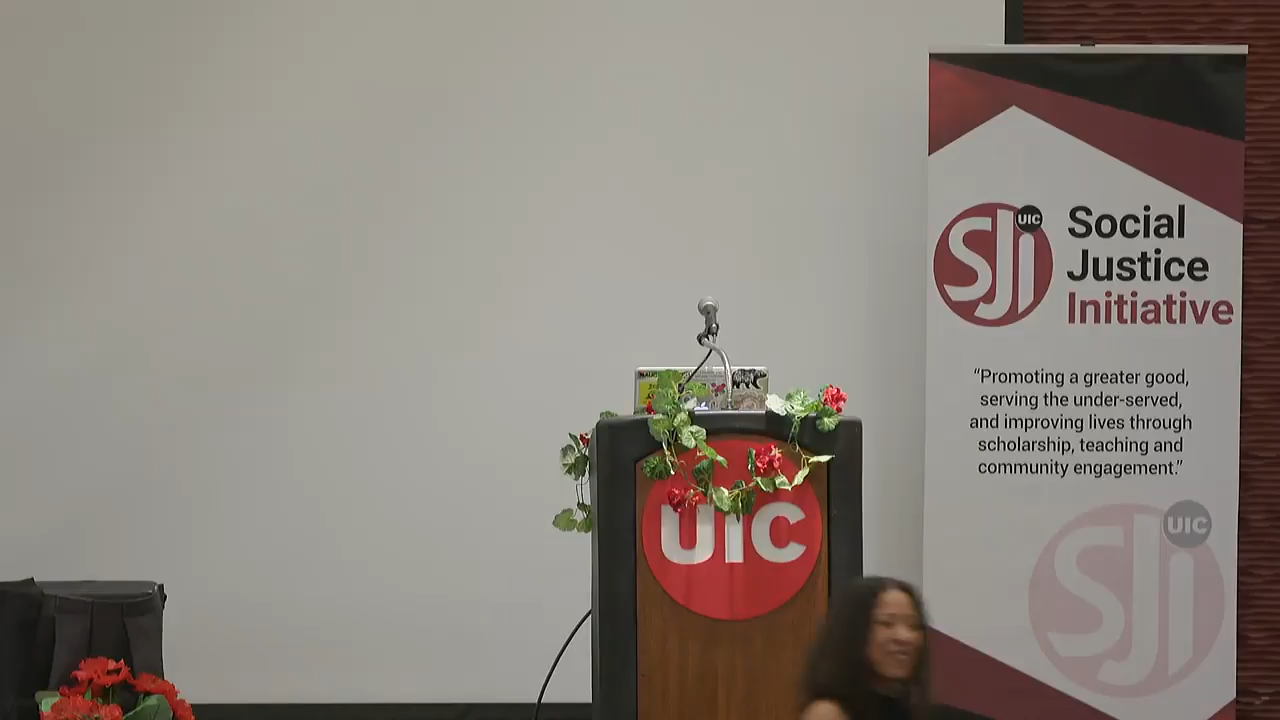 UIC
SJi
Social
Justice
Initiative
“Promoting a greater good,
serving the under-served,
and improving lives through
scholarship, teaching and
community engagement.”
UIC
SJi
UIC